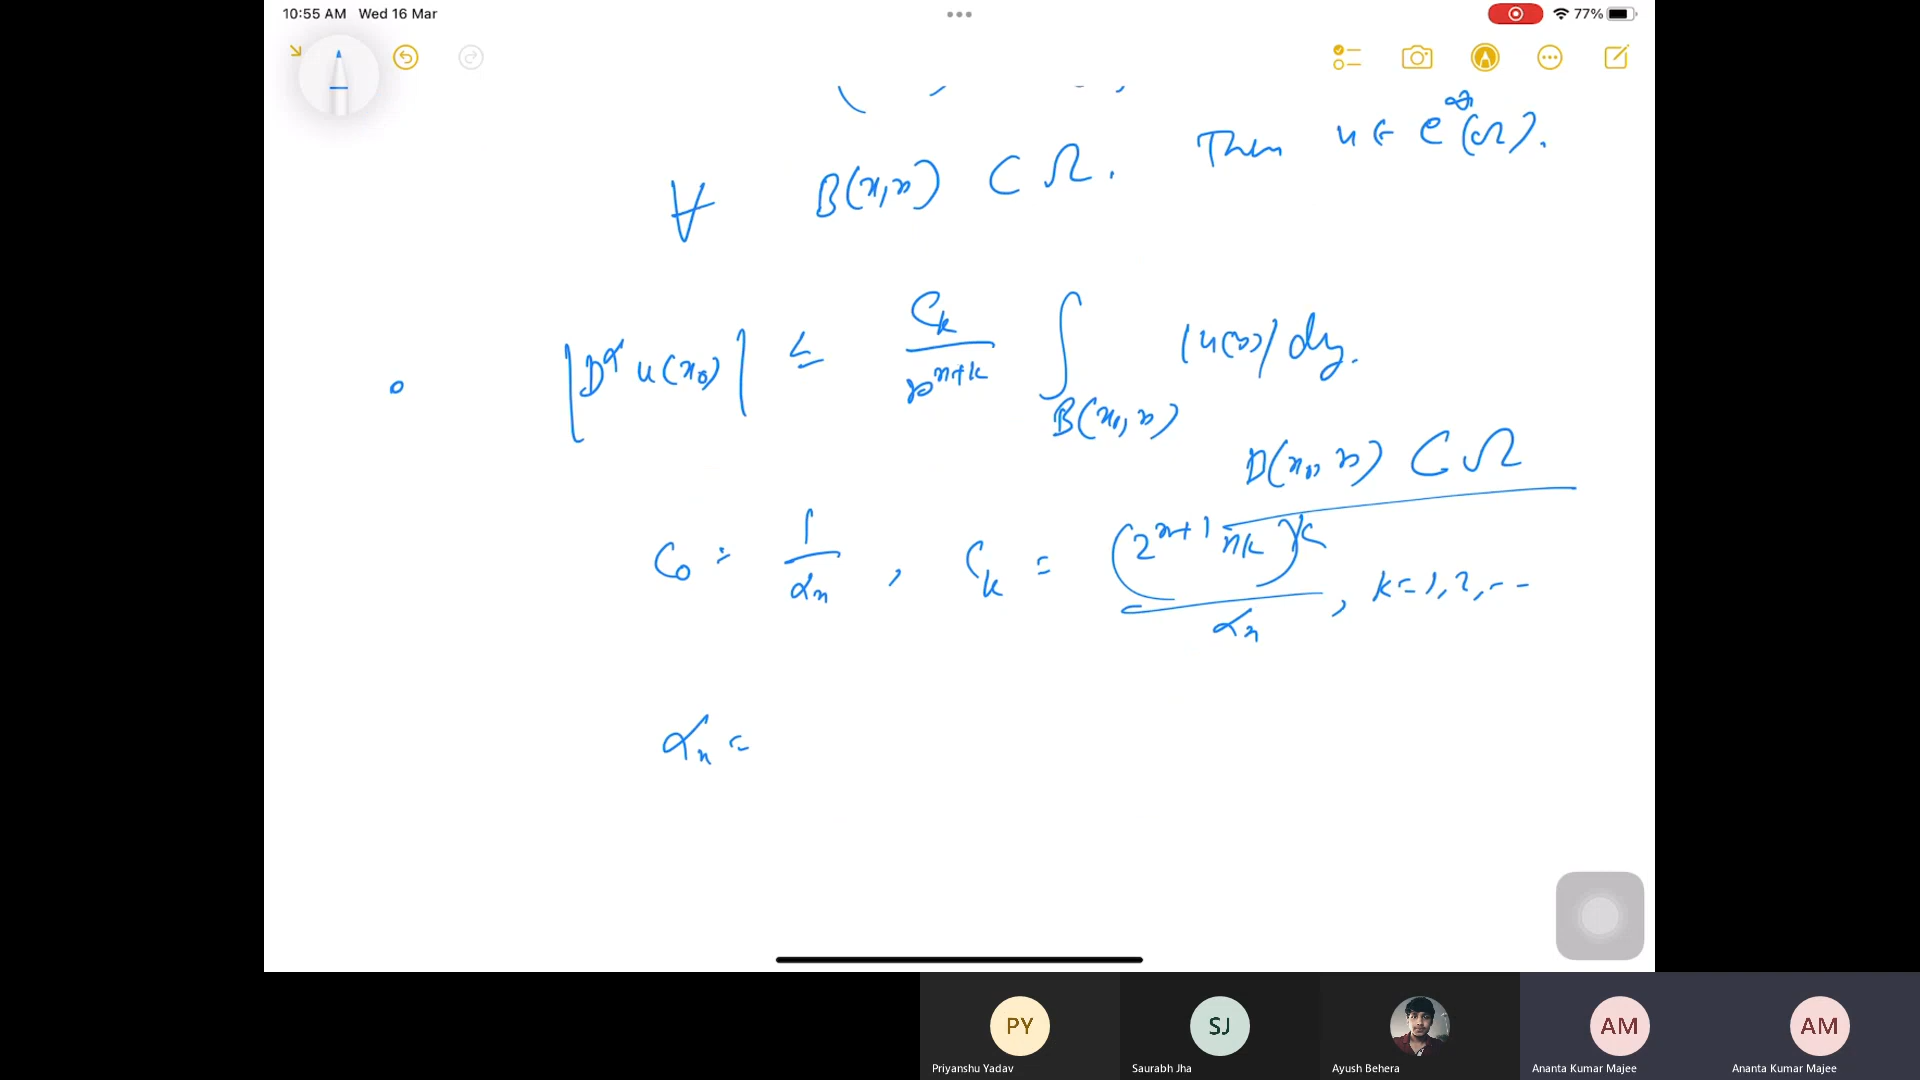 10:55 AM Wed 16 Mar
77%
Then u ∈ C^∞(Ω).
∀ B(x,r) ⊂ Ω.
|D^α u(x₀)| ≤ C_k / r^{n+k} ∫_{B(x₀,r)} |u(y)| dy.
B(x₀,r) ⊂ Ω
C₀ = 1/α_n , C_k = (2^{n+1} nk)^k / α_n , k=1,2,--
α_n =
PY
SJ
AM
AM
Priyanshu Yadav
Saurabh Jha
Ayush Behera
Ananta Kumar Majee
Ananta Kumar Majee